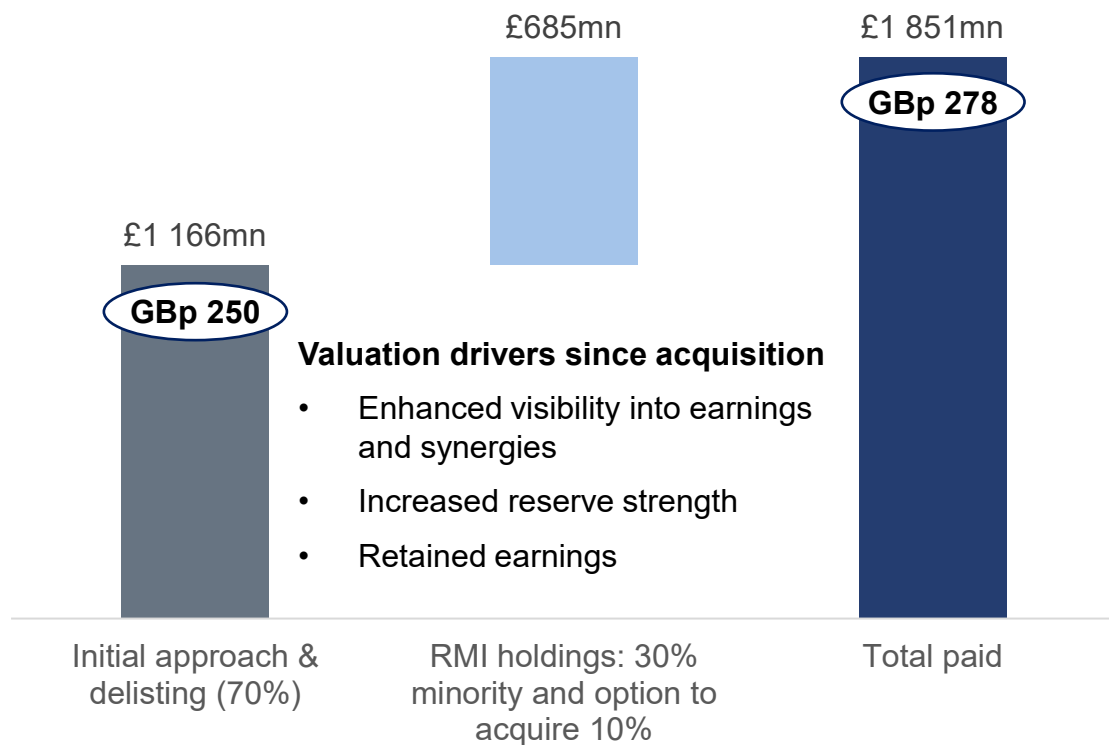 £685mn
£1 851mn
GBp 278
£1 166mn
GBp 250
Valuation drivers since acquisition
• Enhanced visibility into earnings
and synergies
• Increased reserve strength
• Retained earnings
Initial approach &
delisting (70%)
RMI holdings: 30%
minority and option to
acquire 10%
Total paid